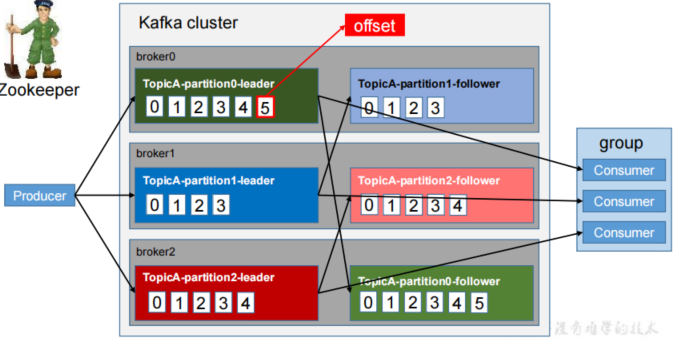 Kafka cluster
offset
Zookeeper
broker0
TopicA-partition0-leader
0 1 2 3 4 5
TopicA-partition1-follower
0 1 2 3
broker1
TopicA-partition1-leader
0 1 2 3
TopicA-partition2-follower
0 1 2 3 4
broker2
TopicA-partition2-leader
0 1 2 3 4
TopicA-partition0-follower
0 1 2 3 4 5
Producer
group
Consumer
Consumer
Consumer
没有难学的技术